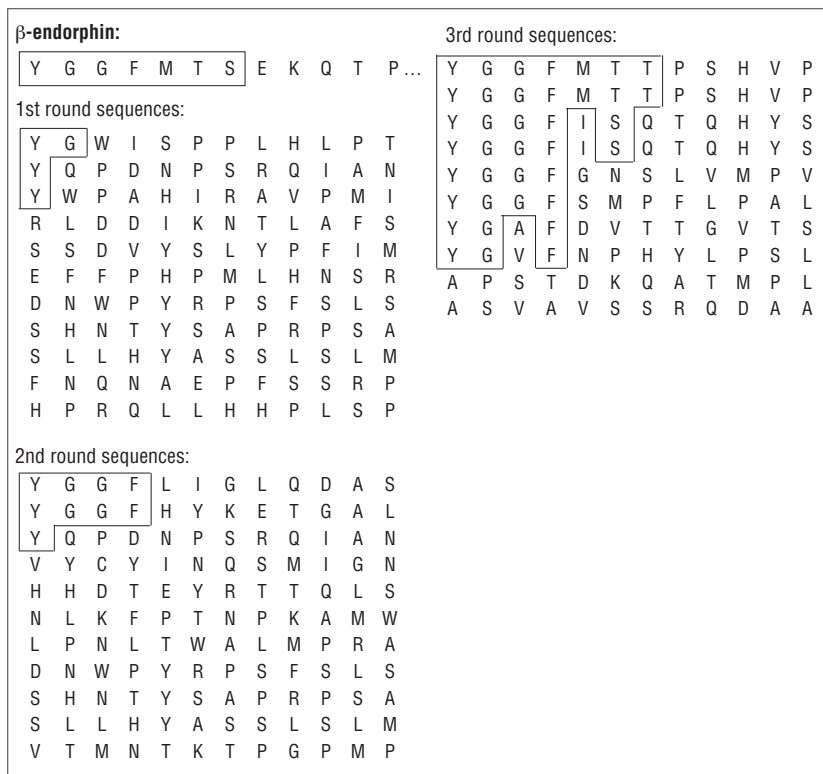 β-endorphin:
Y G G F M T S E K Q T P...
1st round sequences:
Y G W I S P P L H L P T
Y Q P D N P S R Q I A N
Y W P A H I R A V P M I
R L D D I K N T L A F S
S S D V Y S L Y P F I M
E F F P H P M L H N S R
D N W P Y R P S F S L S
S H N T Y S A P R P S A
S L L H Y A S S L S L M
F N Q N A E P F S S R P
H P R Q L L H H P L S P
2nd round sequences:
Y G G F L I G L Q D A S
Y G G F H Y K E T G A L
Y Q P D N P S R Q I A N
V Y C Y I N Q S M I G N
H H D T E Y R T T Q L S
N L K F P T N P K A M W
L P N L T W A L M P R A
D N W P Y R P S F S L S
S H N T Y S A P R P S A
S L L H Y A S S L S L M
V T M N T K T P G P M P
3rd round sequences:
Y G G F M T T P S H V P
Y G G F M T T P S H V P
Y G G F I S Q T Q H Y S
Y G G F I S Q T Q H Y S
Y G G F G N S L V M P V
Y G G F S M P F L P A L
Y G A F D V T T G V T S
Y G V F N P H Y L P S L
A P S T D K Q A T M P L
A S V A V S S R Q D A A